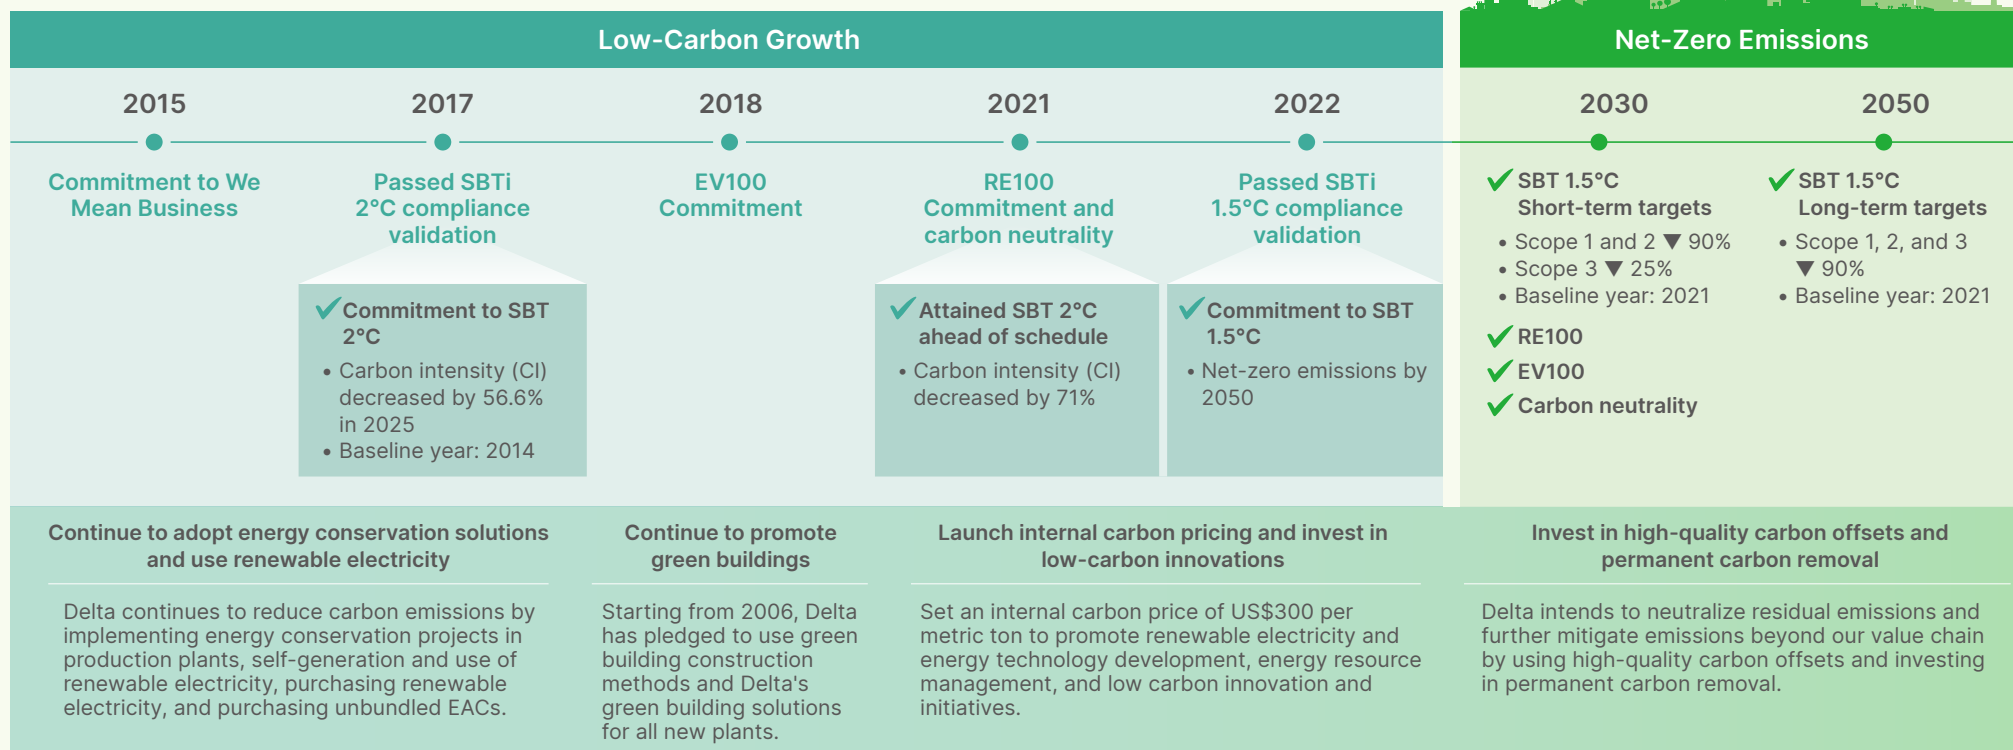 Low-Carbon Growth
Net-Zero Emissions
2015
Commitment to We
Mean Business
2017
Passed SBTi
2°C compliance
validation
✔Commitment to SBT
2°C
• Carbon intensity (CI)
decreased by 56.6%
in 2025
• Baseline year: 2014
2018
EV100
Commitment
2021
RE100
Commitment and
carbon neutrality
✔Attained SBT 2°C
ahead of schedule
• Carbon intensity (CI)
decreased by 71%
2022
Passed SBTi
1.5°C compliance
validation
✔Commitment to SBT
1.5°C
• Net-zero emissions by
2050
2030
✔SBT 1.5°C
Short-term targets
• Scope 1 and 2 ▼ 90%
• Scope 3 ▼ 25%
• Baseline year: 2021
✔RE100
✔EV100
✔Carbon neutrality
2050
✔SBT 1.5°C
Long-term targets
• Scope 1, 2, and 3
▼ 90%
• Baseline year: 2021
Continue to adopt energy conservation solutions
and use renewable electricity
Delta continues to reduce carbon emissions by
implementing energy conservation projects in
production plants, self-generation and use of
renewable electricity, purchasing renewable
electricity, and purchasing unbundled EACs.
Continue to promote
green buildings
Starting from 2006, Delta
has pledged to use green
building construction
methods and Delta's
green building solutions
for all new plants.
Launch internal carbon pricing and invest in
low-carbon innovations
Set an internal carbon price of US$300 per
metric ton to promote renewable electricity and
energy technology development, energy resource
management, and low carbon innovation and
initiatives.
Invest in high-quality carbon offsets and
permanent carbon removal
Delta intends to neutralize residual emissions and
further mitigate emissions beyond our value chain
by using high-quality carbon offsets and investing
in permanent carbon removal.